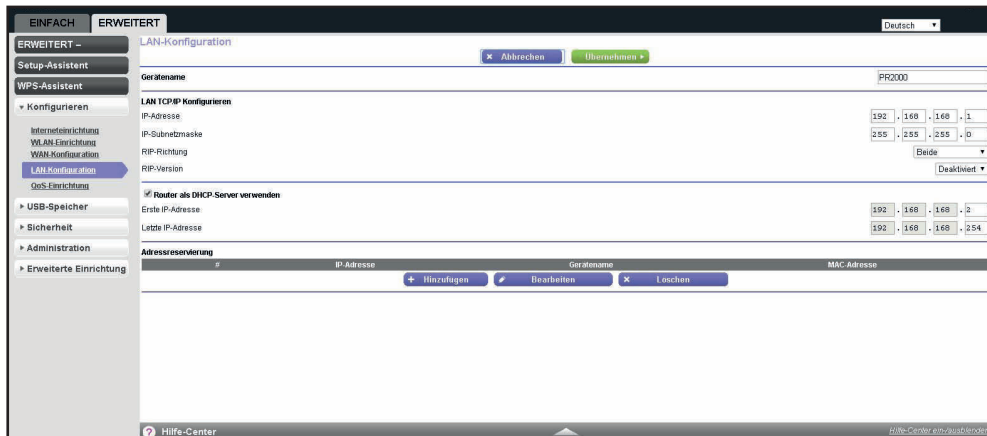 EINFACH ERWEITERT
Deutsch
ERWEITERT –
Setup-Assistent
WPS-Assistent
Konfigurieren
Interneteinrichtung
WLAN-Einrichtung
WAN-Konfiguration
LAN-Konfiguration
QoS-Einrichtung
USB-Speicher
Sicherheit
Administration
Erweiterte Einrichtung
LAN-Konfiguration
Abbrechen Übernehmen
Gerätename PR2000
LAN TCP/IP Konfigurieren
IP-Adresse 192 . 168 . 168 . 1
IP-Subnetzmaske 255 . 255 . 255 . 0
RIP-Richtung Beide
RIP-Version Deaktiviert
Router als DHCP-Server verwenden
Erste IP-Adresse 192 . 168 . 168 . 2
Letzte IP-Adresse 192 . 168 . 168 . 254
Adressreservierung
# IP-Adresse Gerätename MAC-Adresse
Hinzufügen Bearbeiten Loschen
Hilfe-Center Hilfe-Center ein-/ausblenden